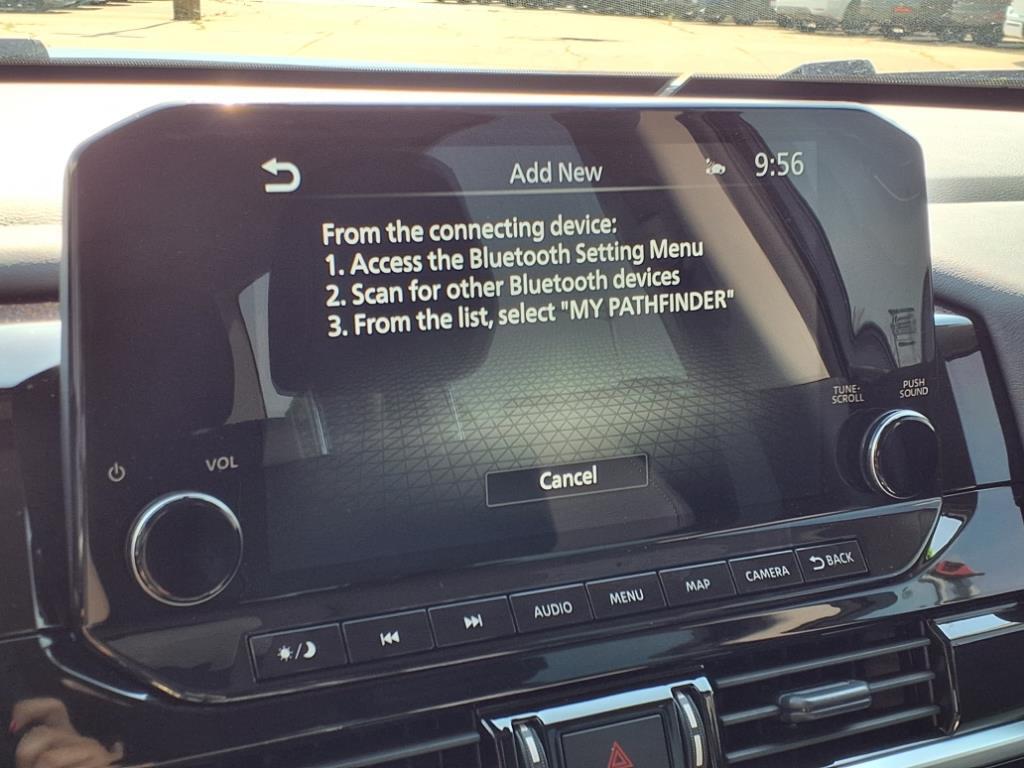 Add New
9:56
From the connecting device:
1. Access the Bluetooth Setting Menu
2. Scan for other Bluetooth devices
3. From the list, select "MY PATHFINDER"
Cancel
TUNE·
SCROLL
PUSH
SOUND
VOL
AUDIO
MENU
MAP
CAMERA
BACK